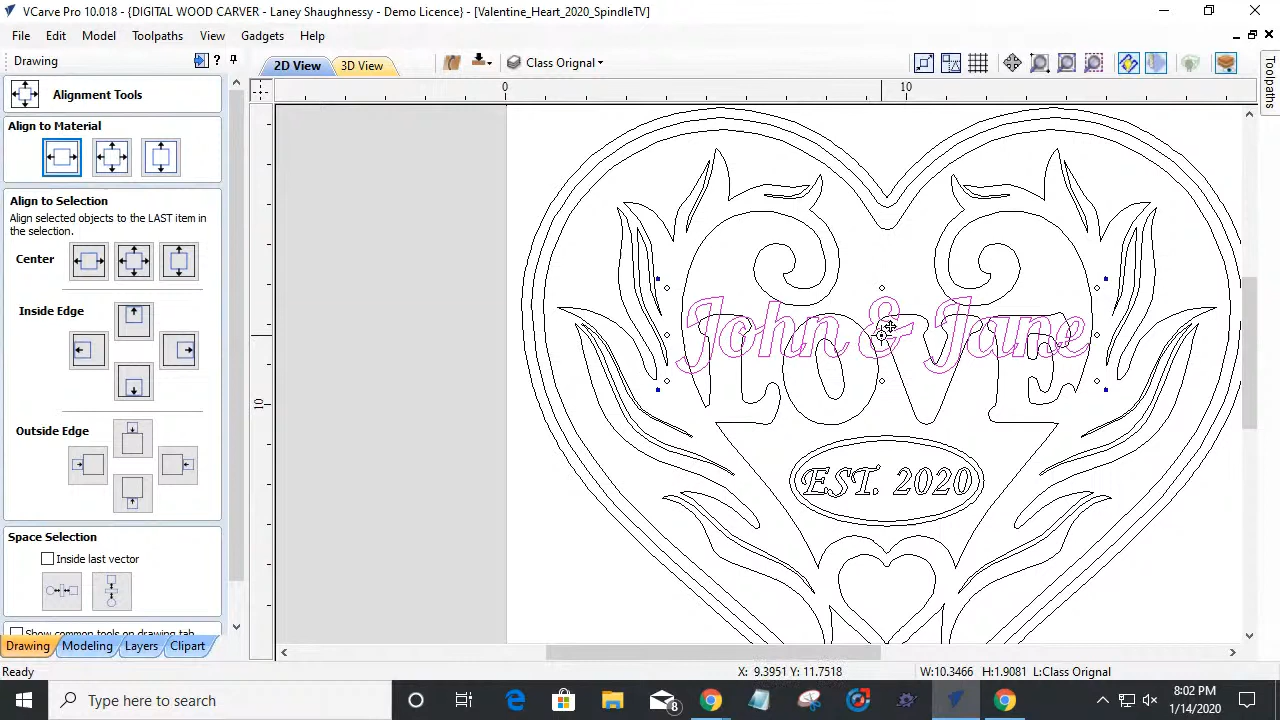 VCarve Pro 10.018 - {DIGITAL WOOD CARVER - Laney Shaughnessy - Demo Licence} - [Valentine_Heart_2020_SpindleTV]
File Edit Model Toolpaths View Gadgets Help
Drawing
2D View 3D View Class Orignal
Toolpaths
Alignment Tools
0 10
Align to Material
Align to Selection
Align selected objects to the LAST item in
the selection.
Center
Inside Edge
John & Jane
LOVE
10
Outside Edge
EST. 2020
Space Selection
Inside last vector
Show common tools on drawing tab
Drawing Modeling Layers Clipart
Ready X: 9.3951 Y: 11.7518 W:10.3466 H:1.9081 L:Class Orignal
Type here to search 8 8:02 PM
1/14/2020